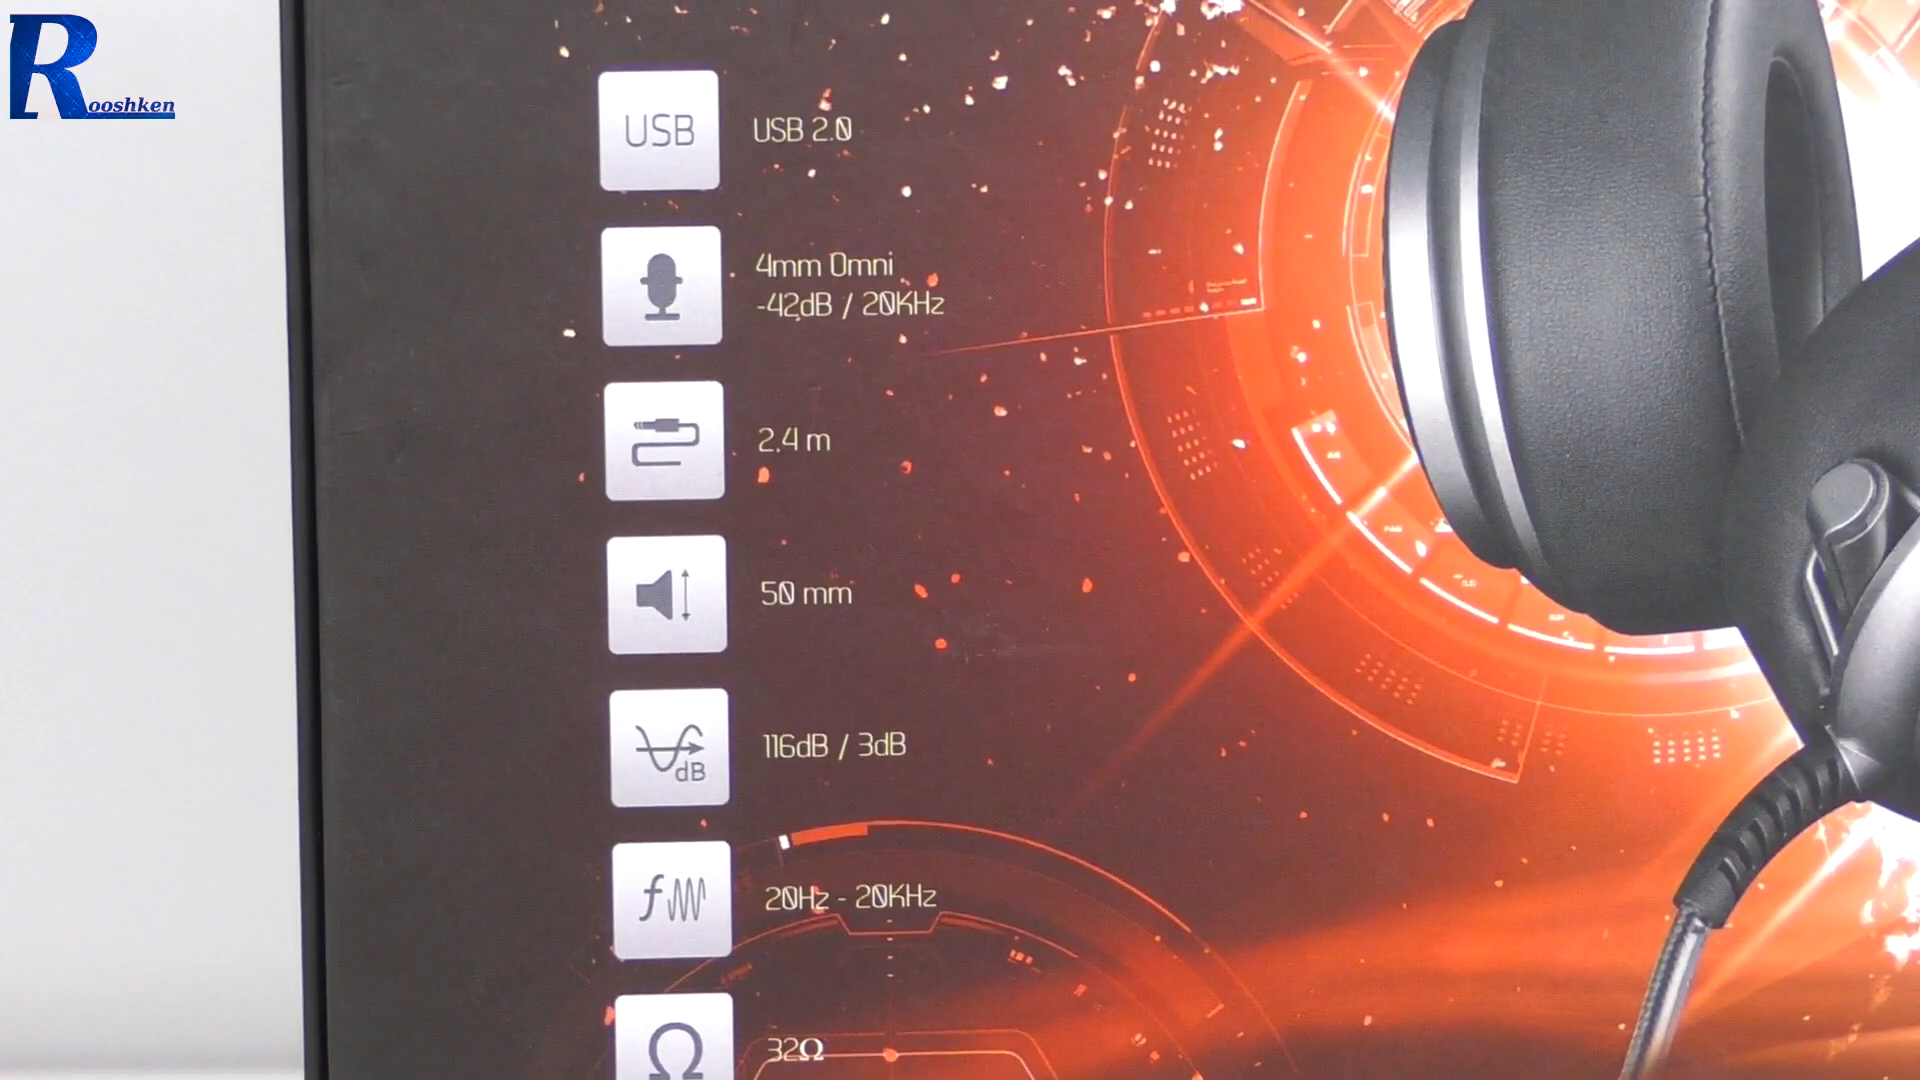 Rooshken
USB
USB 2.0
4mm Omni
-42dB / 20KHz
2.4 m
50 mm
dB
116dB / 3dB
f
20Hz - 20KHz
Ω
32Ω